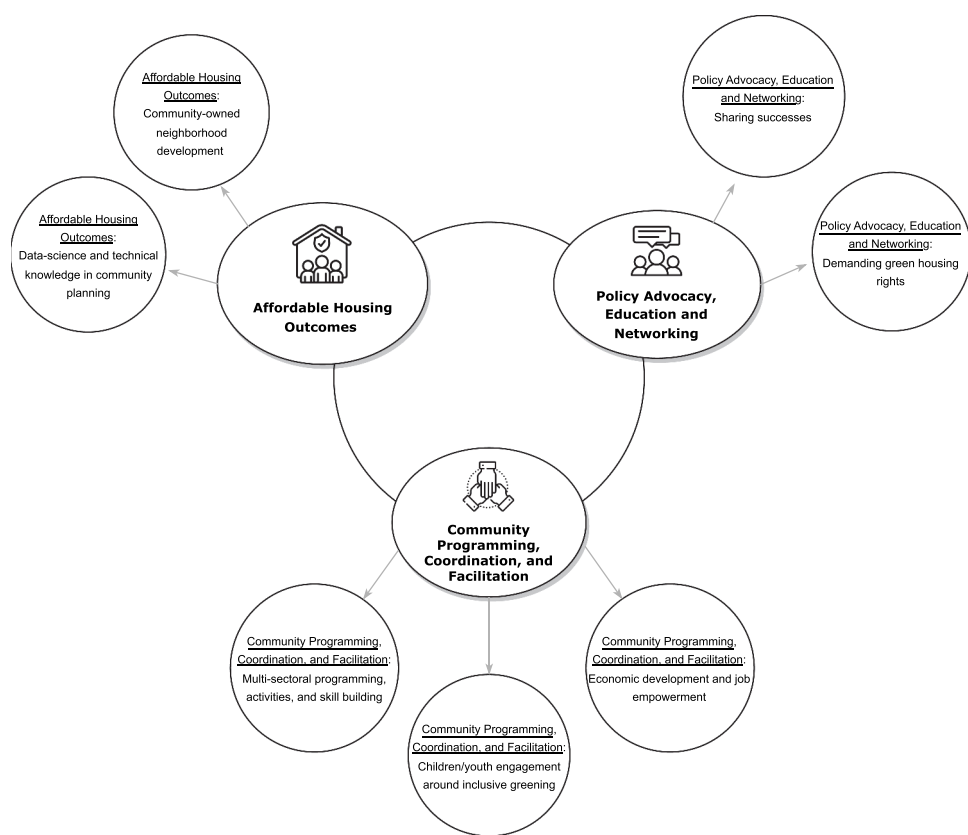 Affordable Housing
Outcomes:
Community-owned
neighborhood
development
Policy Advocacy, Education
and Networking:
Sharing successes
Affordable Housing
Outcomes:
Data-science and technical
knowledge in community
planning
Policy Advocacy, Education
and Networking:
Demanding green housing
rights
Affordable Housing
Outcomes
Policy Advocacy,
Education and
Networking
Community
Programming,
Coordination, and
Facilitation
Community Programming,
Coordination, and Facilitation:
Multi-sectoral programming,
activities, and skill building
Community Programming,
Coordination, and Facilitation:
Children/youth engagement
around inclusive greening
Community Programming,
Coordination, and Facilitation:
Economic development and job
empowerment